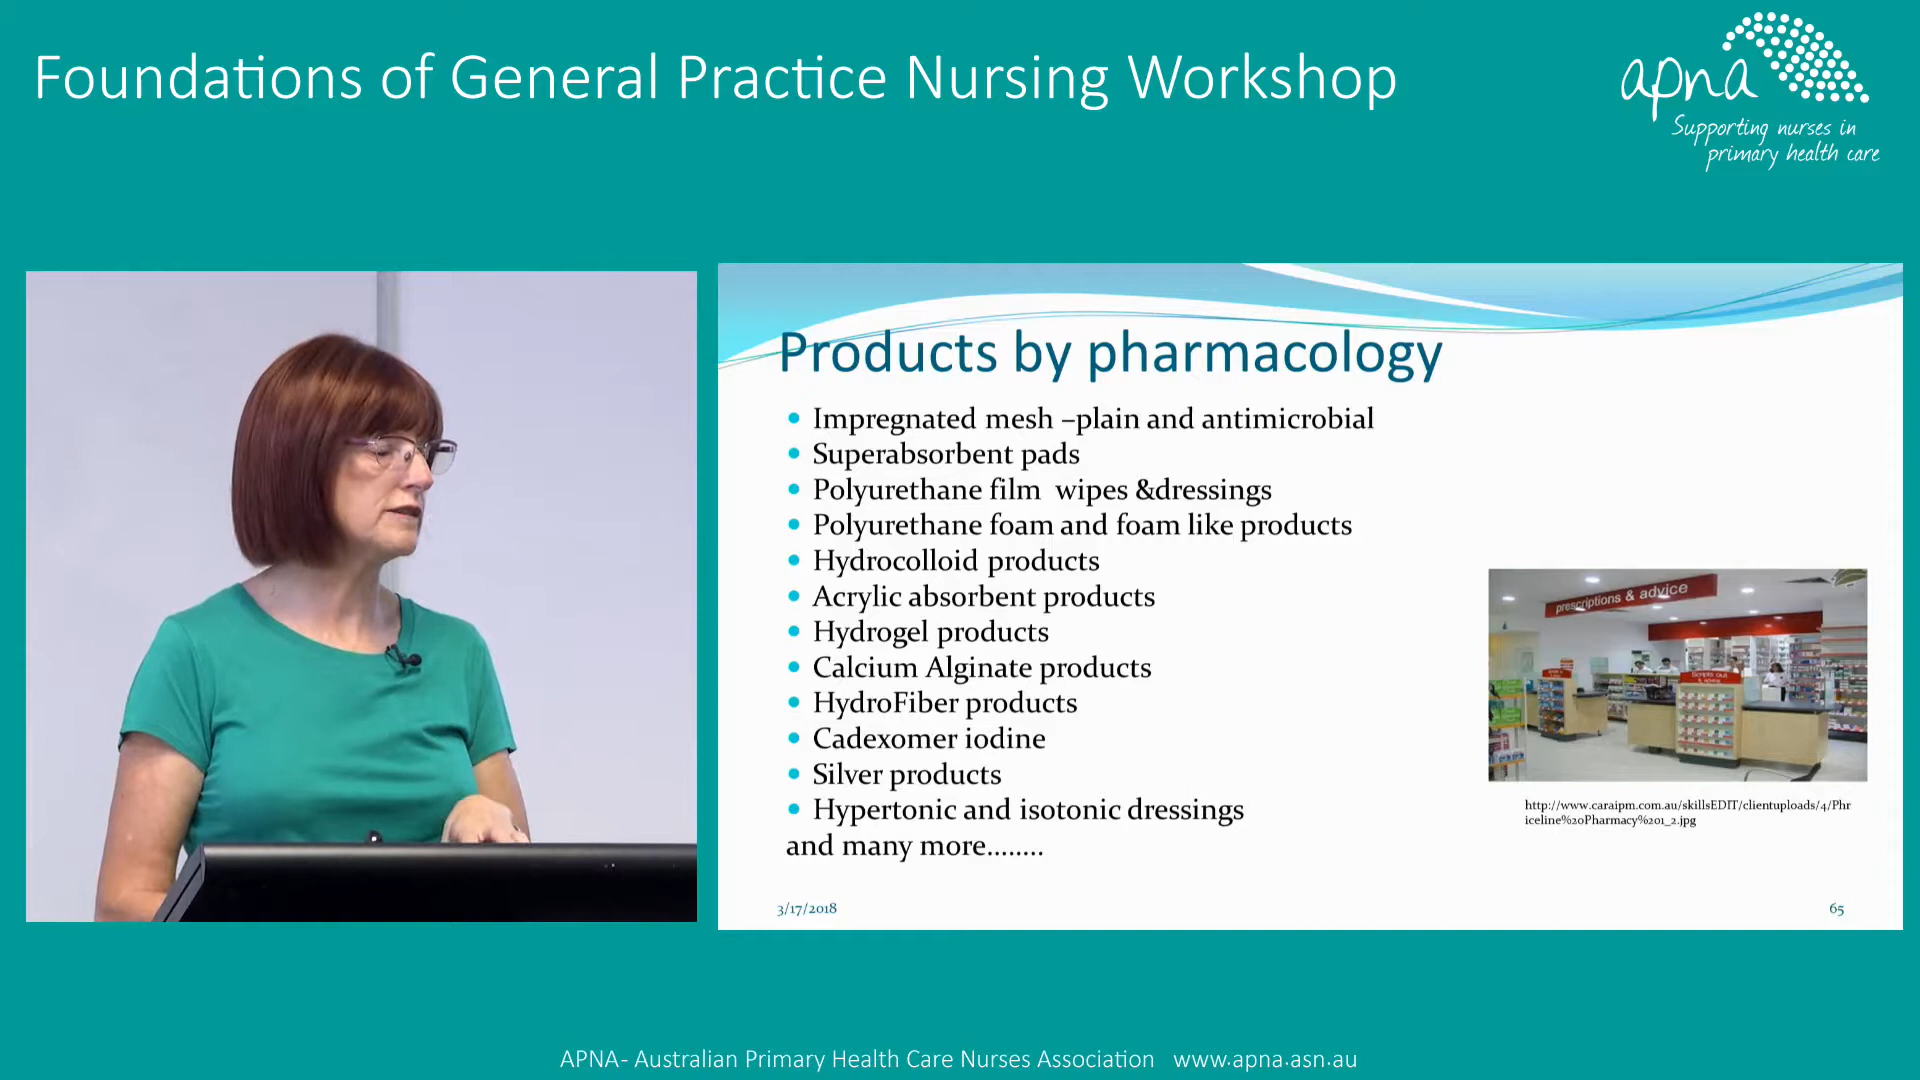 Foundations of General Practice Nursing Workshop
apna
Supporting nurses in
primary health care
Products by pharmacology
Impregnated mesh –plain and antimicrobial
Superabsorbent pads
Polyurethane film wipes &dressings
Polyurethane foam and foam like products
Hydrocolloid products
Acrylic absorbent products
Hydrogel products
Calcium Alginate products
HydroFiber products
Cadexomer iodine
Silver products
Hypertonic and isotonic dressings
and many more........
prescriptions & advice
Scripts out
http://www.caraipm.com.au/skillsEDIT/clientuploads/4/Phr
iceline%20Pharmacy%201_2.jpg
3/17/2018
65
APNA- Australian Primary Health Care Nurses Association www.apna.asn.au